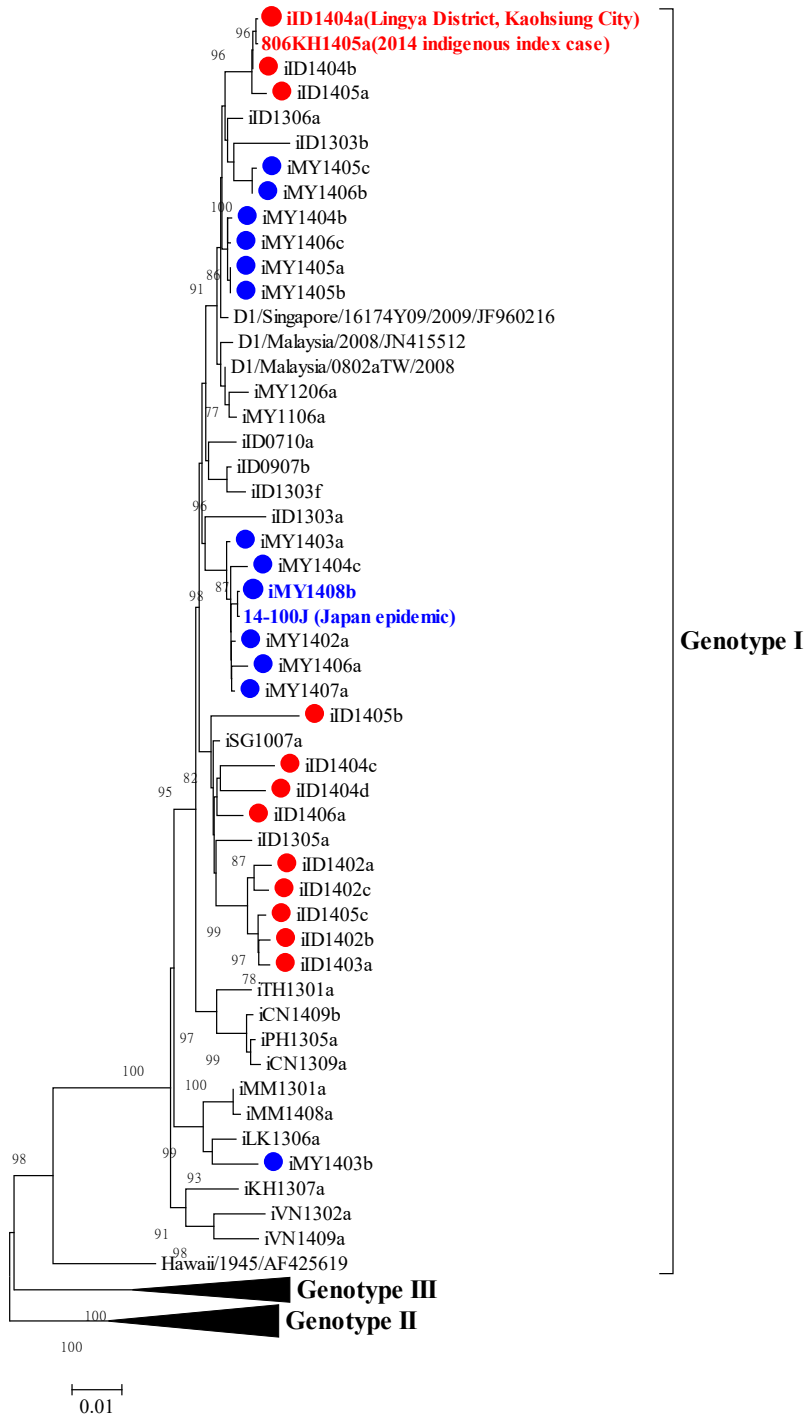 iID1404a(Lingya District, Kaohsiung City)
96
806KH1405a(2014 indigenous index case)
96
iID1404b
iID1405a
iID1306a
iID1303b
iMY1405c
iMY1406b
100
iMY1404b
iMY1406c
86
iMY1405a
91
iMY1405b
D1/Singapore/16174Y09/2009/JF960216
D1/Malaysia/2008/JN415512
D1/Malaysia/0802aTW/2008
iMY1206a
77
iMY1106a
iID0710a
iID0907b
iID1303f
96
iID1303a
iMY1403a
iMY1404c
87
iMY1408b
98
14-100J (Japan epidemic)
iMY1402a
Genotype I
iMY1406a
iMY1407a
iID1405b
iSG1007a
iID1404c
82
95
iID1404d
iID1406a
iID1305a
87
iID1402a
iID1402c
iID1405c
99
iID1402b
97
iID1403a
78
iTH1301a
iCN1409b
97
iPH1305a
99
iCN1309a
100
100
iMM1301a
iMM1408a
iLK1306a
99
iMY1403b
98
93
iKH1307a
iVN1302a
91
iVN1409a
98
Hawaii/1945/AF425619
Genotype III
100
Genotype II
100
0.01